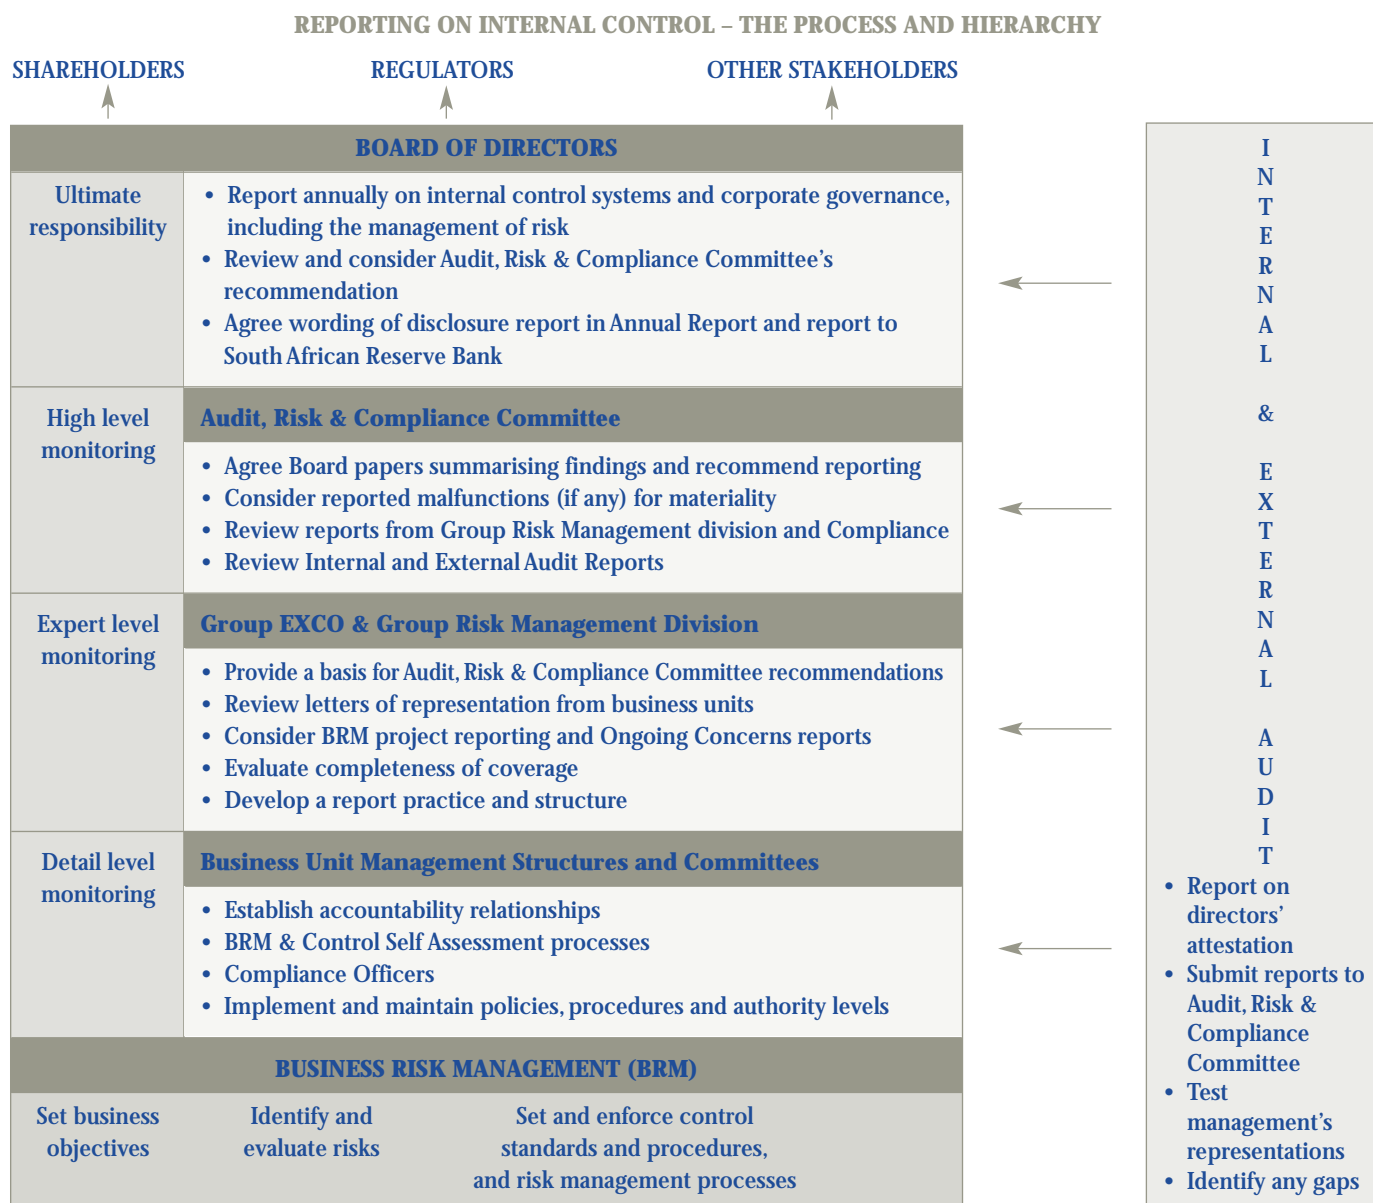 REPORTING ON INTERNAL CONTROL – THE PROCESS AND HIERARCHY
SHAREHOLDERS
REGULATORS
OTHER STAKEHOLDERS
BOARD OF DIRECTORS
Ultimate
responsibility
• Report annually on internal control systems and corporate governance,
including the management of risk
• Review and consider Audit, Risk & Compliance Committee's
recommendation
• Agree wording of disclosure report in Annual Report and report to
South African Reserve Bank
High level
monitoring
Audit, Risk & Compliance Committee
• Agree Board papers summarising findings and recommend reporting
• Consider reported malfunctions (if any) for materiality
• Review reports from Group Risk Management division and Compliance
• Review Internal and External Audit Reports
Expert level
monitoring
Group EXCO & Group Risk Management Division
• Provide a basis for Audit, Risk & Compliance Committee recommendations
• Review letters of representation from business units
• Consider BRM project reporting and Ongoing Concerns reports
• Evaluate completeness of coverage
• Develop a report practice and structure
Detail level
monitoring
Business Unit Management Structures and Committees
• Establish accountability relationships
• BRM & Control Self Assessment processes
• Compliance Officers
• Implement and maintain policies, procedures and authority levels
BUSINESS RISK MANAGEMENT (BRM)
Set business
objectives
Identify and
evaluate risks
Set and enforce control
standards and procedures,
and risk management processes
I
N
T
E
R
N
A
L
&
E
X
T
E
R
N
A
L
A
U
D
I
T
• Report on
directors'
attestation
• Submit reports to
Audit, Risk &
Compliance
Committee
• Test
management's
representations
• Identify any gaps